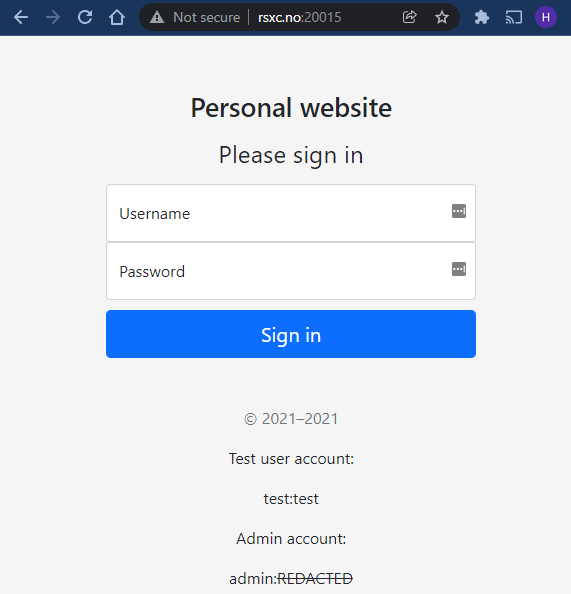 Not secure | rsxc.no:20015
H
Personal website
Please sign in
Username
Password
Sign in
© 2021–2021
Test user account:
test:test
Admin account:
admin:REDACTED